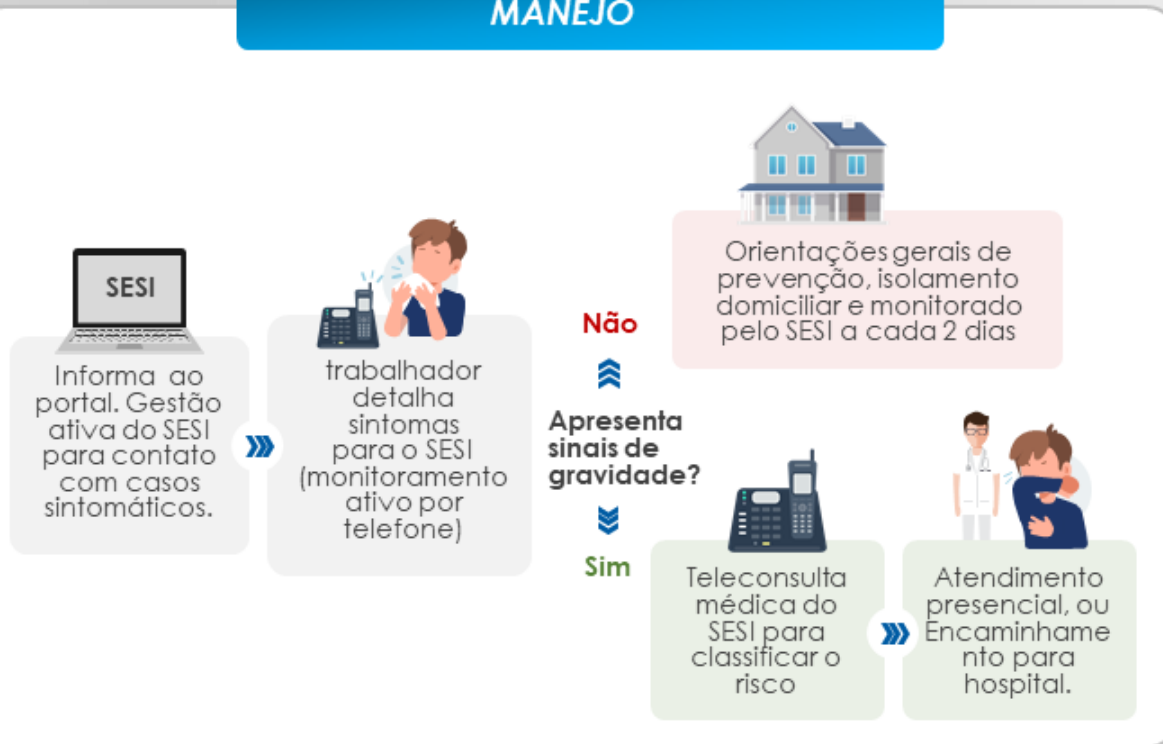 MANEJO
SESI
Informa ao
portal. Gestão
ativa do SESI
para contato
com casos
sintomáticos.
trabalhador
detalha
sintomas
para o SESI
(monitoramento
ativo por
telefone)
Não
Apresenta
sinais de
gravidade?
Sim
Orientações gerais de
prevenção, isolamento
domiciliar e monitorado
pelo SESI a cada 2 dias
Teleconsulta
médica do
SESI para
classificar o
risco
Atendimento
presencial, ou
Encaminhame
nto para
hospital.